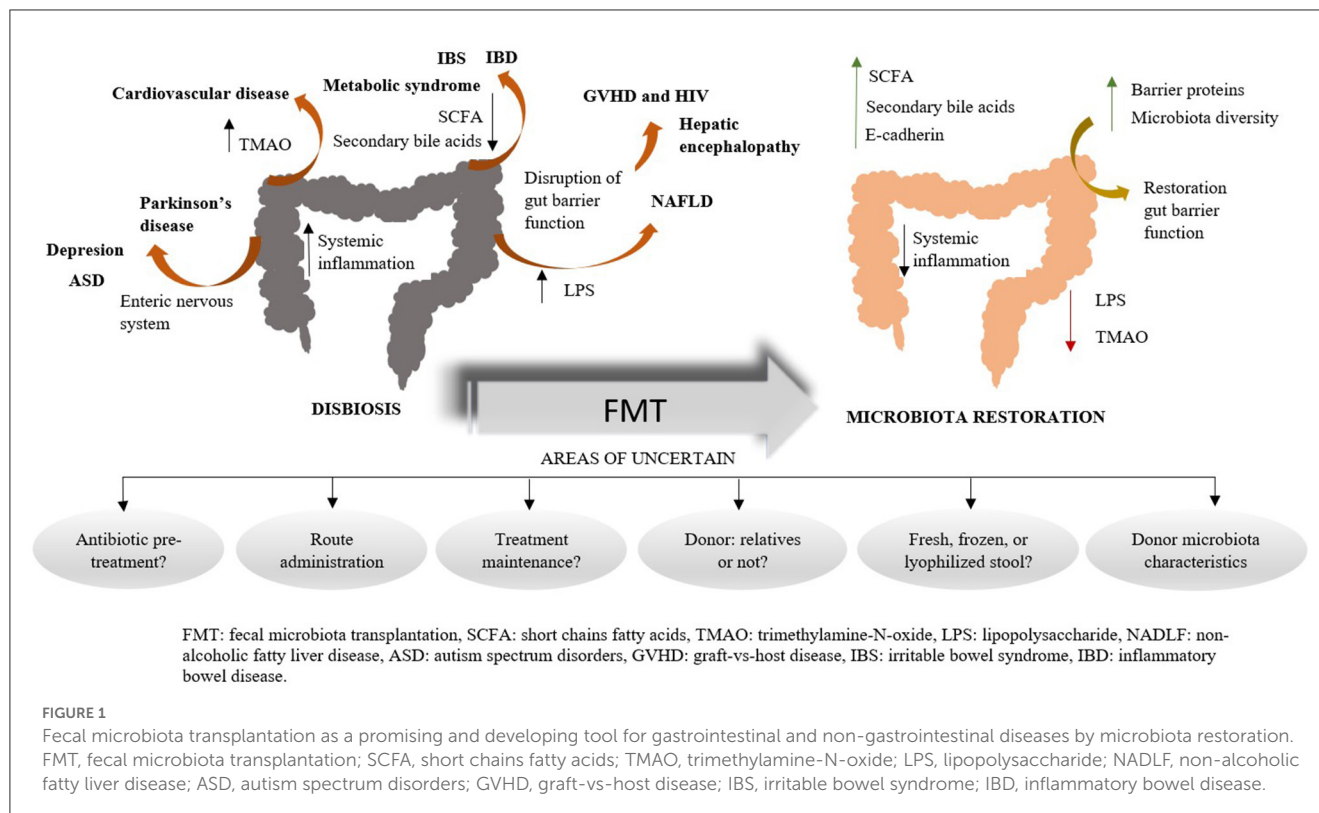 IBS IBD
Metabolic syndrome
Cardiovascular disease
TMAO
SCFA
Secondary bile acids
GVHD and HIV
Hepatic
encephalopathy
Disruption of
gut barrier
function
NAFLD
Parkinson's
disease
Depresion
ASD
Enteric nervous
system
Systemic
inflammation
LPS
DISBIOSIS
SCFA
Secondary bile acids
E-cadherin
Barrier proteins
Microbiota diversity
Restoration
gut barrier
function
Systemic
inflammation
LPS
TMAO
MICROBIOTA RESTORATION
FMT
AREAS OF UNCERTAIN
Antibiotic pre-
treatment?
Route
administration
Treatment
maintenance?
Donor: relatives
or not?
Fresh, frozen, or
lyophilized stool?
Donor microbiota
characteristics
FMT: fecal microbiota transplantation, SCFA: short chains fatty acids, TMAO: trimethylamine-N-oxide, LPS: lipopolysaccharide, NADLF: non-
alcoholic fatty liver disease, ASD: autism spectrum disorders, GVHD: graft-vs-host disease, IBS: irritable bowel syndrome, IBD: inflammatory
bowel disease.
FIGURE 1
Fecal microbiota transplantation as a promising and developing tool for gastrointestinal and non-gastrointestinal diseases by microbiota restoration.
FMT, fecal microbiota transplantation; SCFA, short chains fatty acids; TMAO, trimethylamine-N-oxide; LPS, lipopolysaccharide; NADLF, non-alcoholic
fatty liver disease; ASD, autism spectrum disorders; GVHD, graft-vs-host disease; IBS, irritable bowel syndrome; IBD, inflammatory bowel disease.